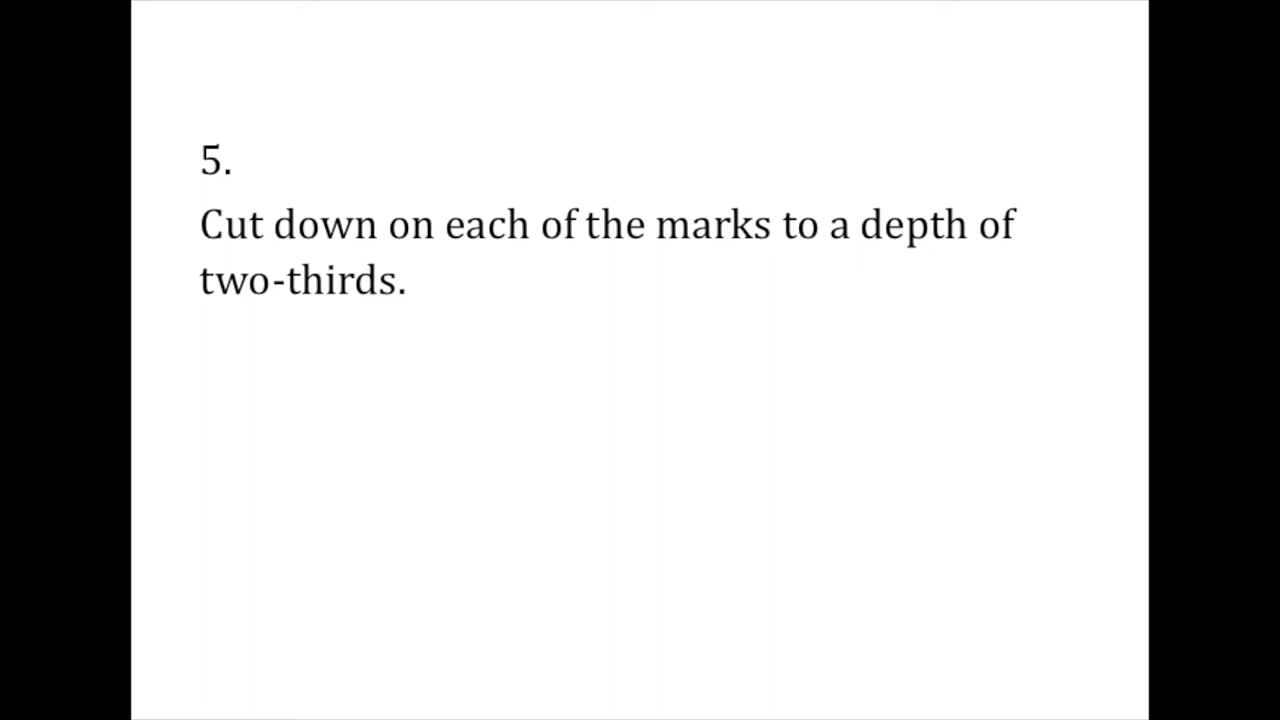 5.
Cut down on each of the marks to a depth of
two-thirds.